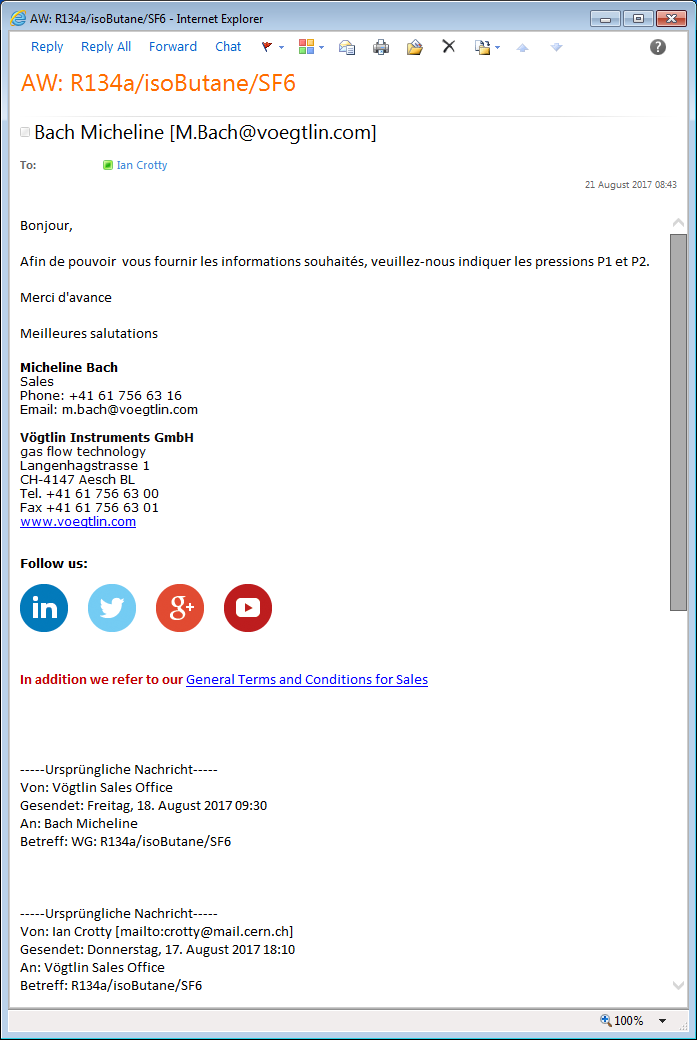 AW: R134a/isoButane/SF6 - Internet Explorer
Reply Reply All Forward Chat
AW: R134a/isoButane/SF6
Bach Micheline [M.Bach@voegtlin.com]
To: Ian Crotty
21 August 2017 08:43
Bonjour,
Afin de pouvoir  vous fournir les informations souhaités, veuillez-nous indiquer les pressions P1 et P2.
Merci d'avance
Meilleures salutations
Micheline Bach
Sales
Phone: +41 61 756 63 16
Email: m.bach@voegtlin.com
Vögtlin Instruments GmbH
gas flow technology
Langenhagstrasse 1
CH-4147 Aesch BL
Tel. +41 61 756 63 00
Fax +41 61 756 63 01
www.voegtlin.com
Follow us:
in g+
In addition we refer to our General Terms and Conditions for Sales
-----Ursprüngliche Nachricht-----
Von: Vögtlin Sales Office
Gesendet: Freitag, 18. August 2017 09:30
An: Bach Micheline
Betreff: WG: R134a/isoButane/SF6
-----Ursprüngliche Nachricht-----
Von: Ian Crotty [mailto:crotty@mail.cern.ch]
Gesendet: Donnerstag, 17. August 2017 18:10
An: Vögtlin Sales Office
Betreff: R134a/isoButane/SF6
100%